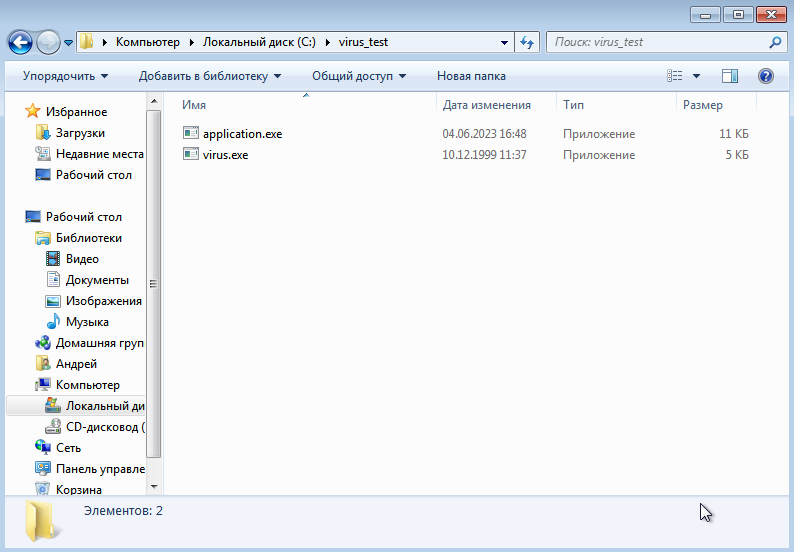 Компьютер Локальный диск (C:) virus_test Поиск: virus_test
Упорядочить Добавить в библиотеку Общий доступ Новая папка
Избранное
Загрузки
Недавние места
Рабочий стол
Рабочий стол
Библиотеки
Видео
Документы
Изображения
Музыка
Домашняя груп
Андрей
Компьютер
Локальный ди
CD-дисковод (
Сеть
Панель управле
Корзина
Имя Дата изменения Тип Размер
application.exe 04.06.2023 16:48 Приложение 11 КБ
virus.exe 10.12.1999 11:37 Приложение 5 КБ
Элементов: 2